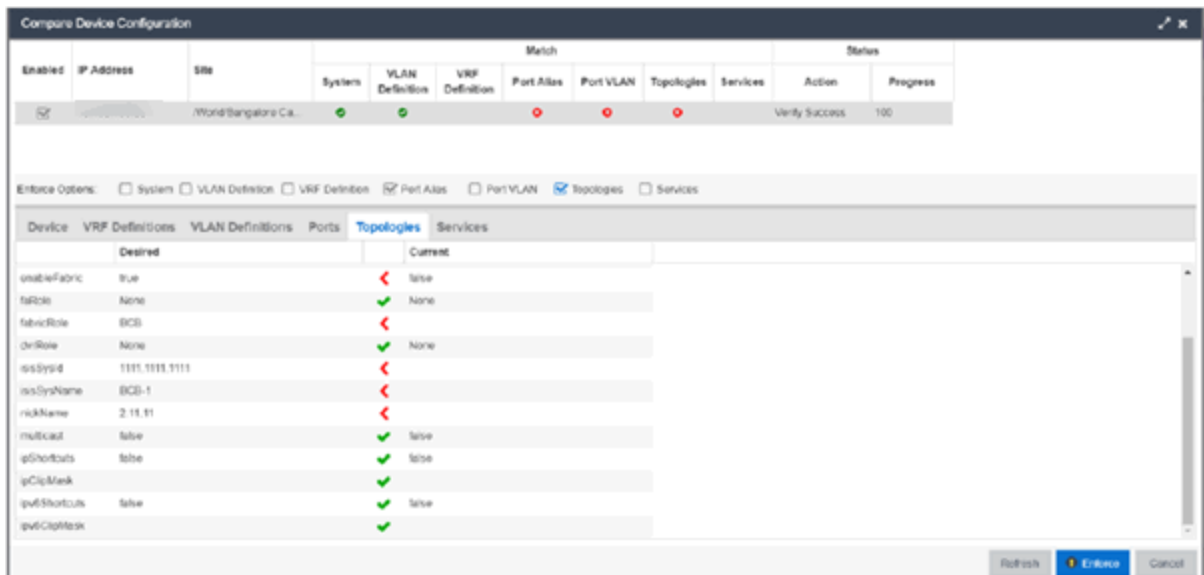 Compare Device Configuration
Match Status
Enabled IP Address Site System VLAN Definition VRF Definition Port Alias Port VLAN Topologies Services Action Progress
/World/Bangalore Ca... Verify Success 100
Enforce Options: System VLAN Definition VRF Definition Port Alias Port VLAN Topologies Services
Device VRF Definitions VLAN Definitions Ports Topologies Services
Desired Current
enableFabric true false
faRole None None
fabricRole BCB
dvrRole None None
isisSysId 1111.1111.1111
isisSysName BCB-1
nickName 2.11.11
multicast false false
ipShortcuts false false
ipClipMask
ipv6Shortcuts false false
ipv6ClipMask
Refresh Enforce Cancel